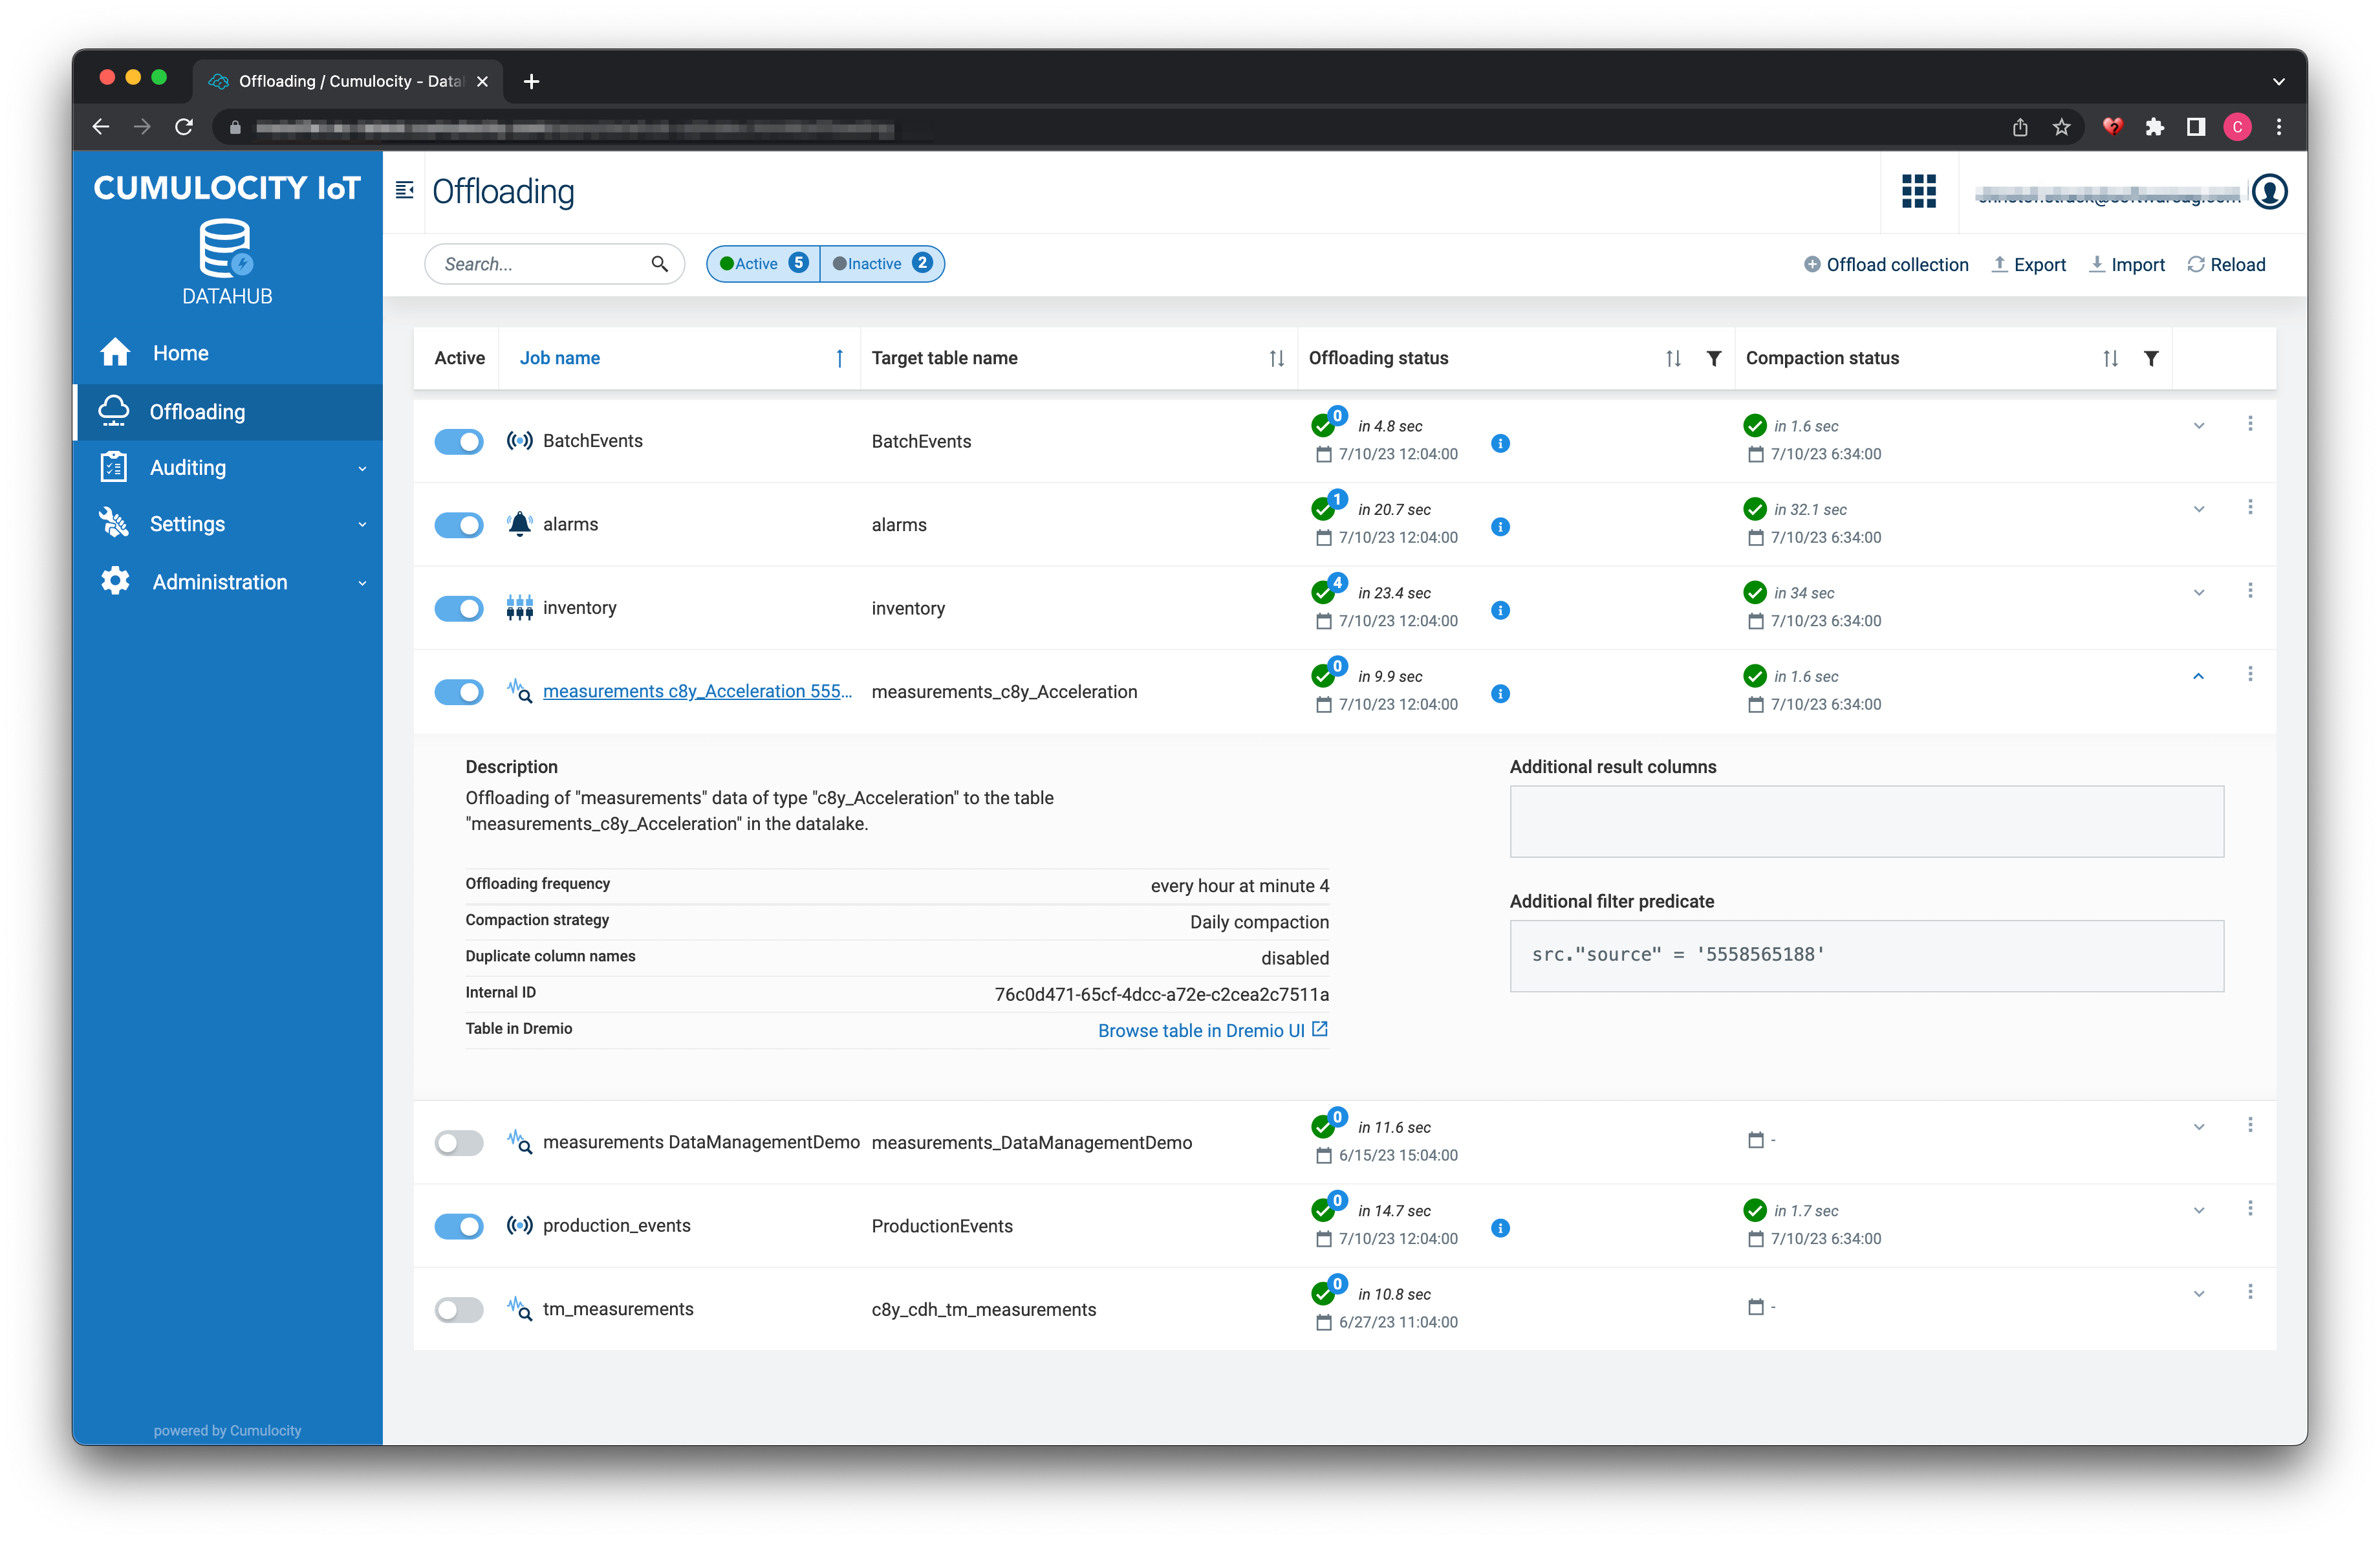 Offloading / Cumulocity - Data
CUMULOCITY IoT
DATAHUB
Home
Offloading
Auditing
Settings
Administration
powered by Cumulocity
Offloading
C
Search...
Active 5 Inactive 2
Offload collection Export Import Reload
Active Job name Target table name Offloading status Compaction status
BatchEvents BatchEvents 0 in 4.8 sec in 1.6 sec
7/10/23 12:04:00 7/10/23 6:34:00
alarms alarms 1 in 20.7 sec in 32.1 sec
7/10/23 12:04:00 7/10/23 6:34:00
inventory inventory 4 in 23.4 sec in 34 sec
7/10/23 12:04:00 7/10/23 6:34:00
measurements c8y_Acceleration 555... measurements_c8y_Acceleration 0 in 9.9 sec in 1.6 sec
7/10/23 12:04:00 7/10/23 6:34:00
Description
Offloading of "measurements" data of type "c8y_Acceleration" to the table
"measurements_c8y_Acceleration" in the datalake.
Offloading frequency every hour at minute 4
Compaction strategy Daily compaction
Duplicate column names disabled
Internal ID 76c0d471-65cf-4dcc-a72e-c2cea2c7511a
Table in Dremio Browse table in Dremio UI
Additional result columns
Additional filter predicate
src."source" = '5558565188'
measurements DataManagementDemo measurements_DataManagementDemo 0 in 11.6 sec -
6/15/23 15:04:00
production_events ProductionEvents 0 in 14.7 sec in 1.7 sec
7/10/23 12:04:00 7/10/23 6:34:00
tm_measurements c8y_cdh_tm_measurements 0 in 10.8 sec -
6/27/23 11:04:00